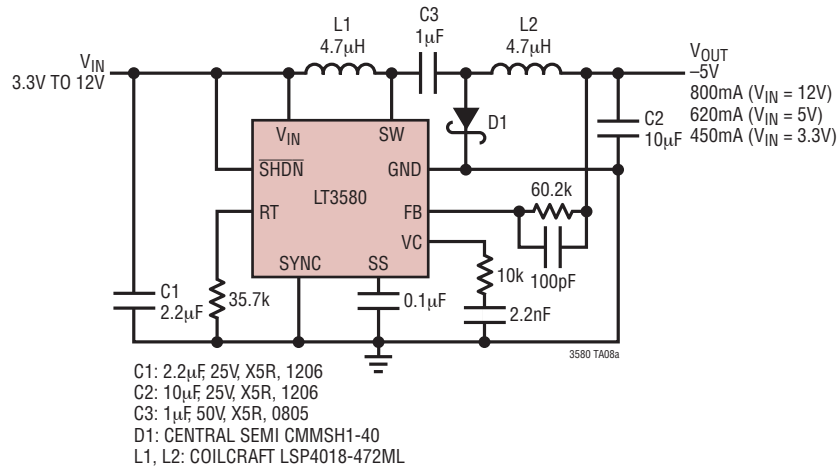 L1
4.7µH
C3
1µF
L2
4.7µH
VIN
3.3V TO 12V
VOUT
–5V
800mA (VIN = 12V)
620mA (VIN = 5V)
450mA (VIN = 3.3V)
D1
C2
10µF
VIN
SW
SHDN
GND
LT3580
RT
FB
VC
SYNC
SS
60.2k
100pF
C1
2.2µF
35.7k
0.1µF
10k
2.2nF
3580 TA08a
C1: 2.2µF, 25V, X5R, 1206
C2: 10µF, 25V, X5R, 1206
C3: 1µF, 50V, X5R, 0805
D1: CENTRAL SEMI CMMSH1-40
L1, L2: COILCRAFT LSP4018-472ML